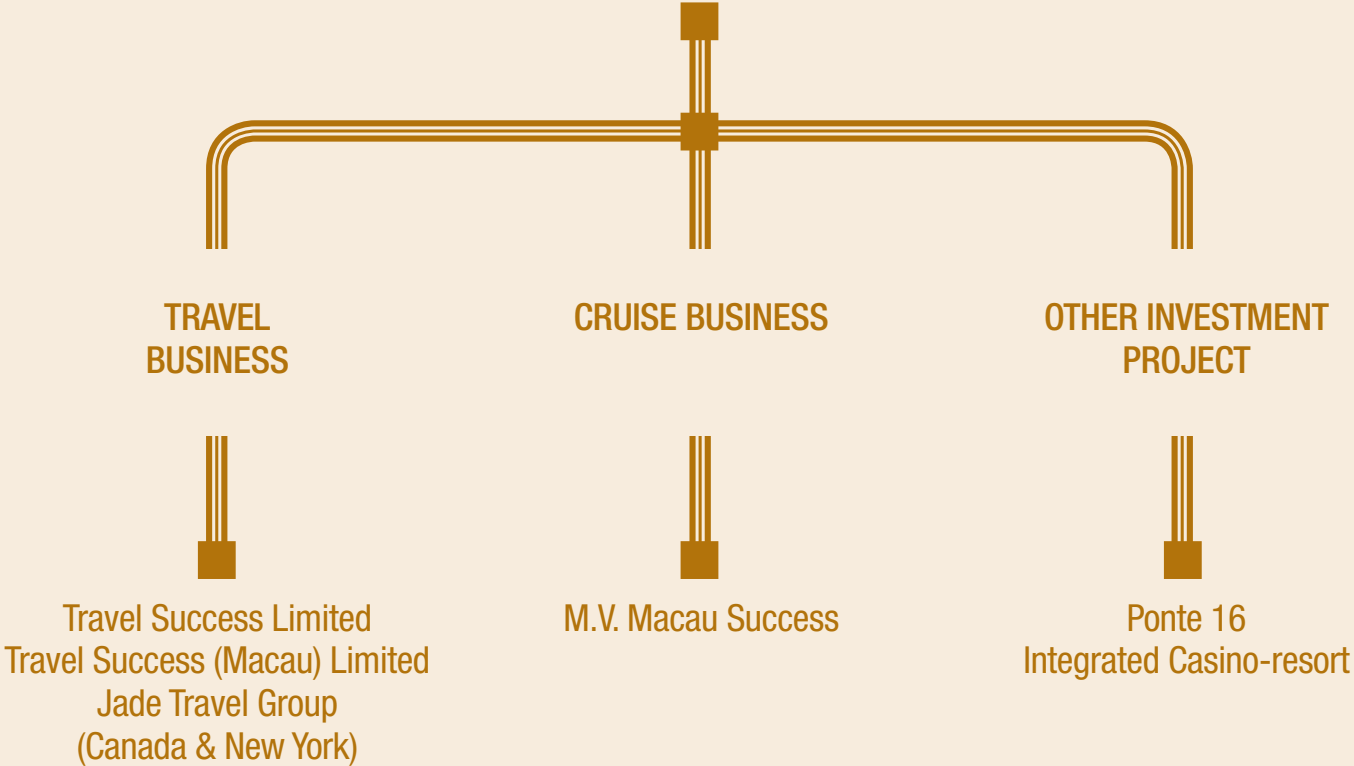 TRAVEL
BUSINESS
CRUISE BUSINESS
OTHER INVESTMENT
PROJECT
Travel Success Limited
Travel Success (Macau) Limited
Jade Travel Group
(Canada & New York)
M.V. Macau Success
Ponte 16
Integrated Casino-resort